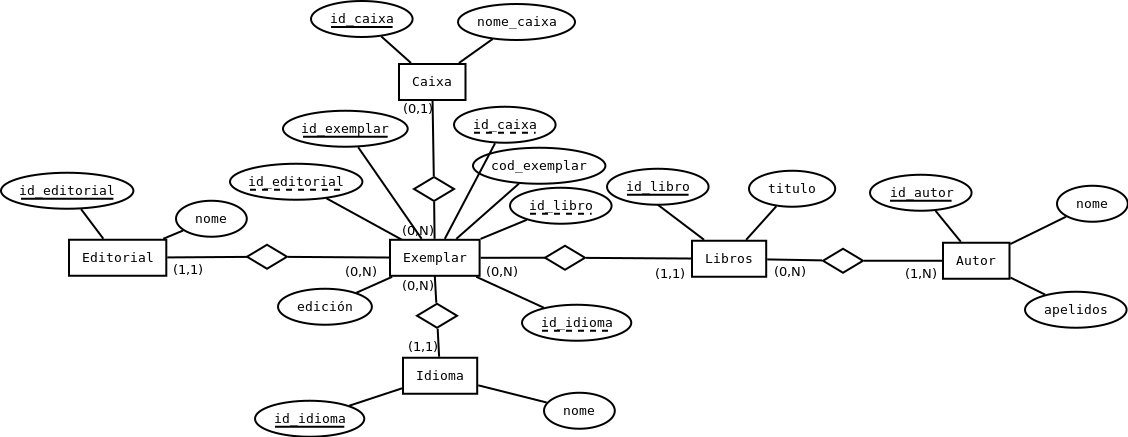 id_caixa
nome_caixa
Caixa
(0,1)
id_exemplar
id_caixa
cod_exemplar
id_editorial
id_libro
id_editorial
nome
id_libro
titulo
id_autor
nome
(0,N)
Editorial
Exemplar
Libros
Autor
(1,1)
(0,N)
(0,N)
(1,1)
(0,N)
(1,N)
(0,N)
edición
id_idioma
apelidos
(1,1)
Idioma
id_idioma
nome